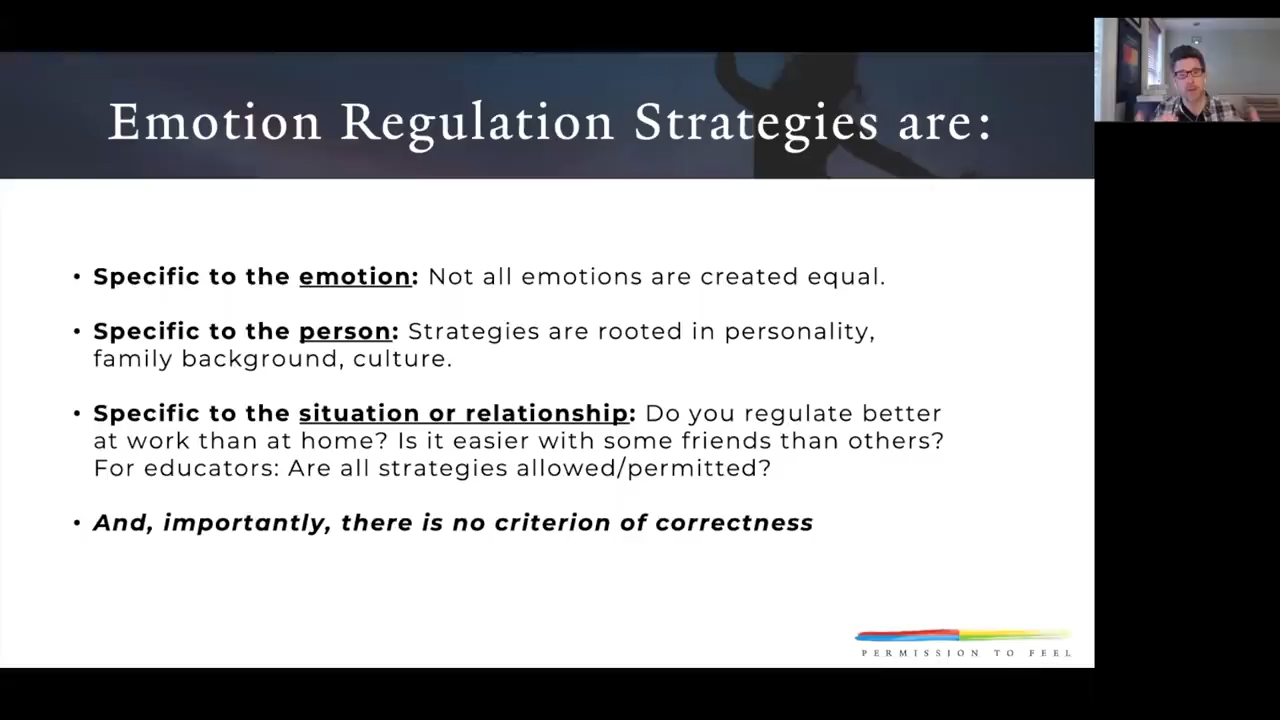 Emotion Regulation Strategies are:
• Specific to the emotion: Not all emotions are created equal.
• Specific to the person: Strategies are rooted in personality,
family background, culture.
• Specific to the situation or relationship: Do you regulate better
at work than at home? Is it easier with some friends than others?
For educators: Are all strategies allowed/permitted?
• And, importantly, there is no criterion of correctness
PERMISSION TO FEEL